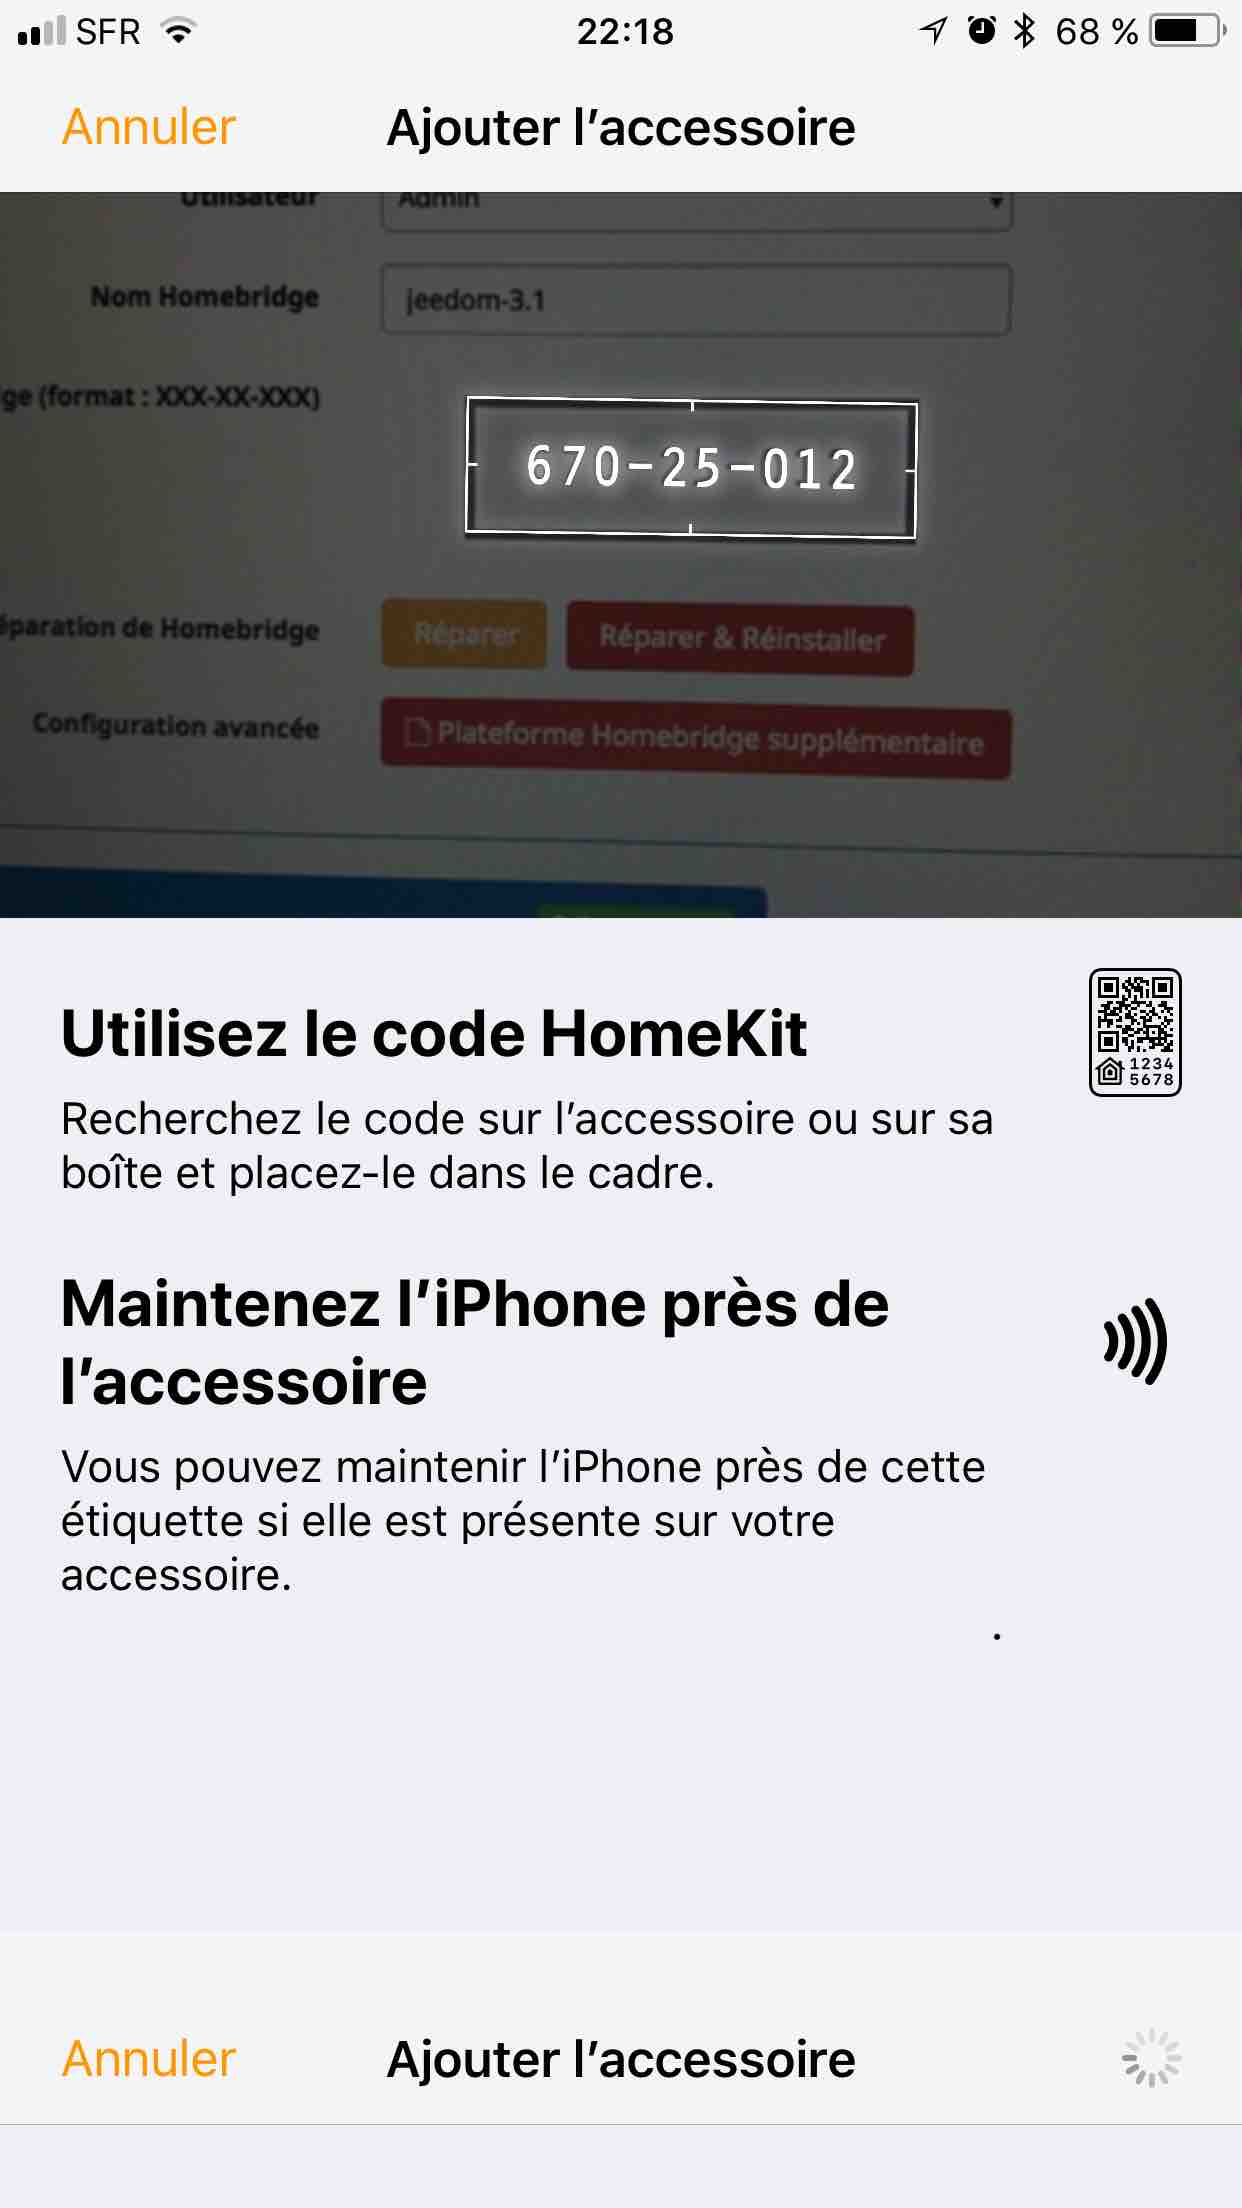 SFR 22:18 68 %
Annuler Ajouter l’accessoire
Utilisateur Admin
Nom Homebridge jeedom-3.1
ge (format : XXX-XX-XXX)
670-25-012
éparation de Homebridge Réparer Réparer & Réinstaller
Configuration avancée Plateforme Homebridge supplémentaire
Utilisez le code HomeKit
1234
5678
Recherchez le code sur l’accessoire ou sur sa
boîte et placez-le dans le cadre.
Maintenez l’iPhone près de
l’accessoire
Vous pouvez maintenir l’iPhone près de cette
étiquette si elle est présente sur votre
accessoire.
.
Annuler Ajouter l’accessoire